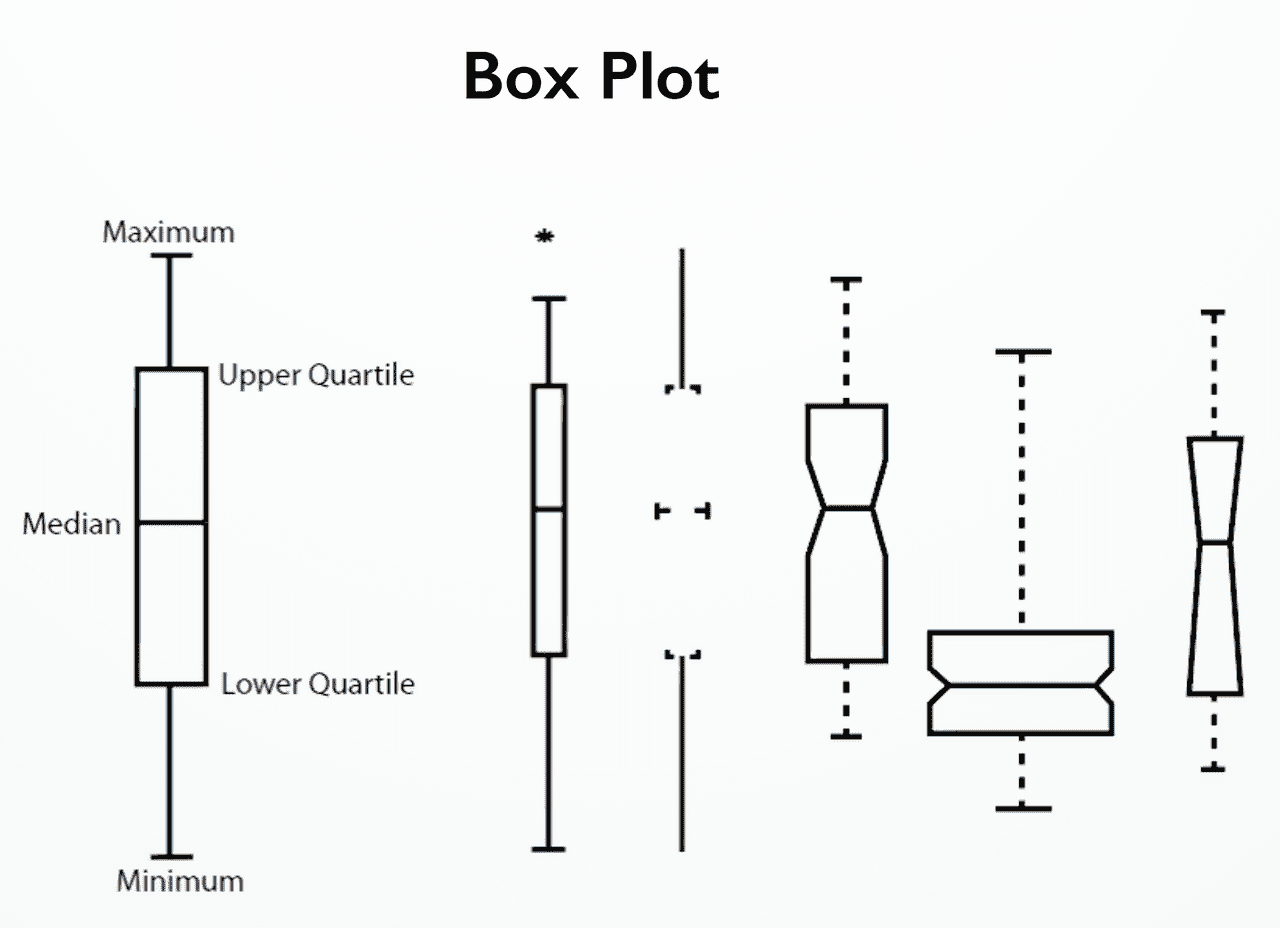 Box Plot
Maximum
*
Upper Quartile
Median
Lower Quartile
Minimum